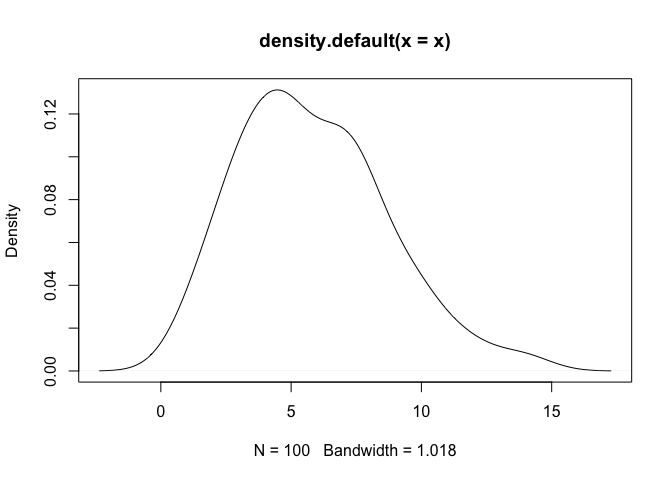 density.default(x = x)
Density
0.12
0.08
0.04
0.00
0 5 10 15
N = 100   Bandwidth = 1.018